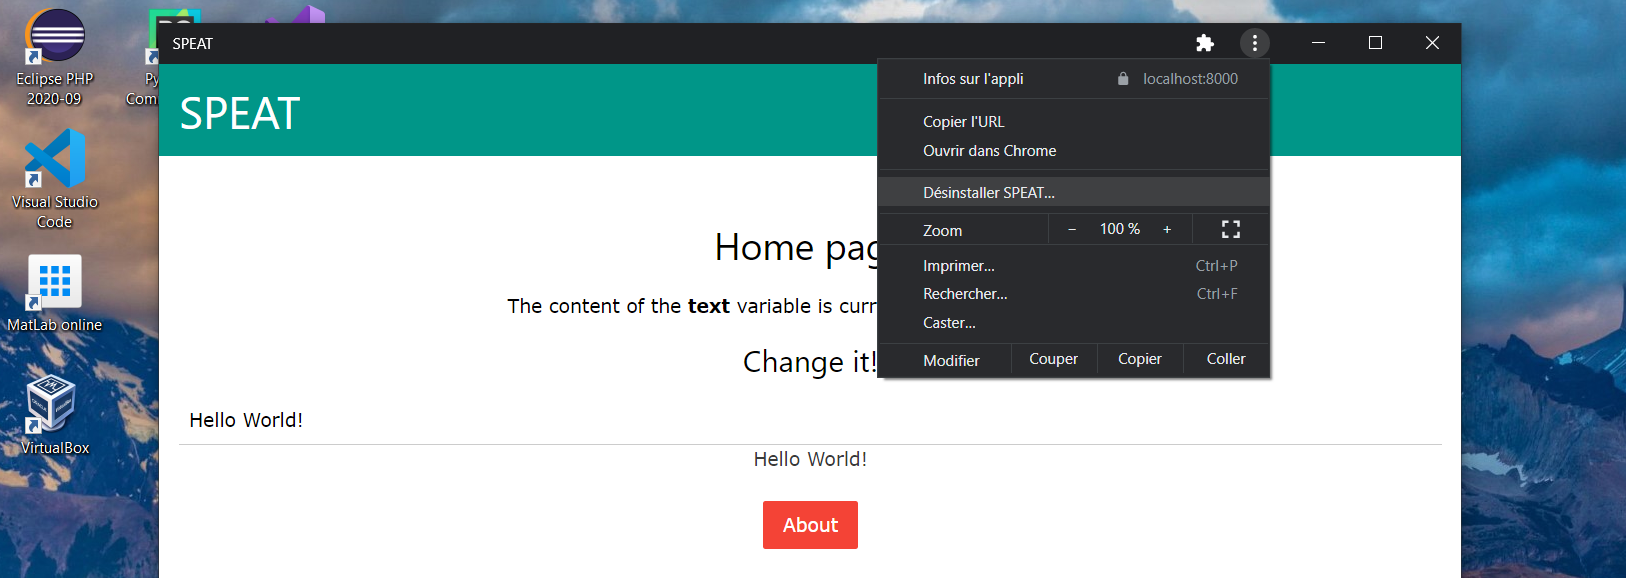 Eclipse PHP
2020-09
Visual Studio
Code
MatLab online
VirtualBox
SPEAT
SPEAT
Infos sur l'appli localhost:8000
Copier l'URL
Ouvrir dans Chrome
Désinstaller SPEAT...
Zoom − 100 % +
Imprimer... Ctrl+P
Rechercher... Ctrl+F
Caster...
Modifier Couper Copier Coller
Home pag
The content of the text variable is curr
Change it!
Hello World!
Hello World!
About